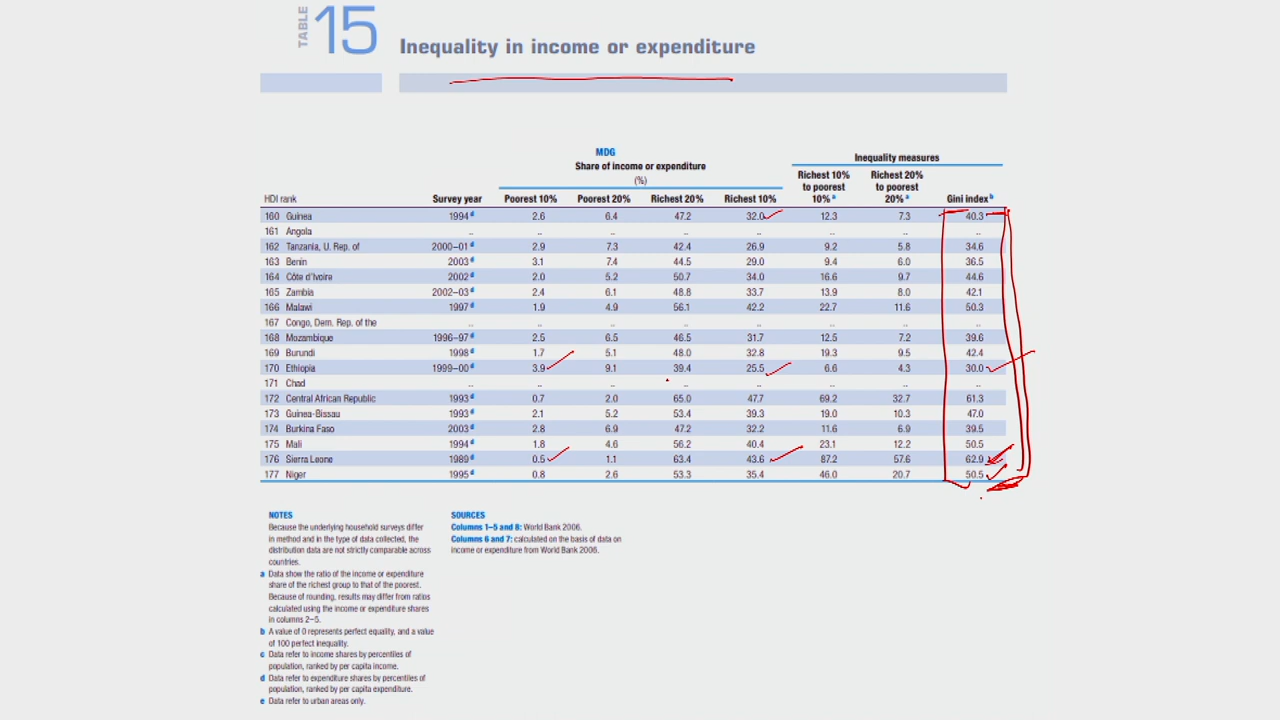 TABLE 15
Inequality in income or expenditure
MDG
Share of income or expenditure
(%)
Inequality measures
HDI rank Survey year Poorest 10% Poorest 20% Richest 20% Richest 10% Richest 10% to poorest 10% a Richest 20% to poorest 20% a Gini index b
160 Guinea 1994 d 2.6 6.4 47.2 32.0 12.3 7.3 40.3
161 Angola .. .. .. .. .. .. .. ..
162 Tanzania, U. Rep. of 2000–01 d 2.9 7.3 42.4 26.9 9.2 5.8 34.6
163 Benin 2003 d 3.1 7.4 44.5 29.0 9.4 6.0 36.5
164 Côte d'Ivoire 2002 d 2.0 5.2 50.7 34.0 16.6 9.7 44.6
165 Zambia 2002–03 d 2.4 6.1 48.8 33.7 13.9 8.0 42.1
166 Malawi 1997 d 1.9 4.9 56.1 42.2 22.7 11.6 50.3
167 Congo, Dem. Rep. of the .. .. .. .. .. .. .. ..
168 Mozambique 1996–97 d 2.5 6.5 46.5 31.7 12.5 7.2 39.6
169 Burundi 1998 d 1.7 5.1 48.0 32.8 19.3 9.5 42.4
170 Ethiopia 1999–00 d 3.9 9.1 39.4 25.5 6.6 4.3 30.0
171 Chad .. .. .. .. .. .. .. ..
172 Central African Republic 1993 d 0.7 2.0 65.0 47.7 69.2 32.7 61.3
173 Guinea-Bissau 1993 d 2.1 5.2 53.4 39.3 19.0 10.3 47.0
174 Burkina Faso 2003 d 2.8 6.9 47.2 32.2 11.6 6.9 39.5
175 Mali 1994 d 1.8 4.6 56.2 40.4 23.1 12.2 50.5
176 Sierra Leone 1989 d 0.5 1.1 63.4 43.6 87.2 57.6 62.9
177 Niger 1995 d 0.8 2.6 53.3 35.4 46.0 20.7 50.5
NOTES
Because the underlying household surveys differ
in method and in the type of data collected, the
distribution data are not strictly comparable across
countries.
a Data show the ratio of the income or expenditure
share of the richest group to that of the poorest.
Because of rounding, results may differ from ratios
calculated using the income or expenditure shares
in columns 2–5.
b A value of 0 represents perfect equality, and a value
of 100 perfect inequality.
c Data refer to income shares by percentiles of
population, ranked by per capita income.
d Data refer to expenditure shares by percentiles of
population, ranked by per capita expenditure.
e Data refer to urban areas only.
SOURCES
Columns 1–5 and 8: World Bank 2006.
Columns 6 and 7: calculated on the basis of data on
income or expenditure from World Bank 2006.